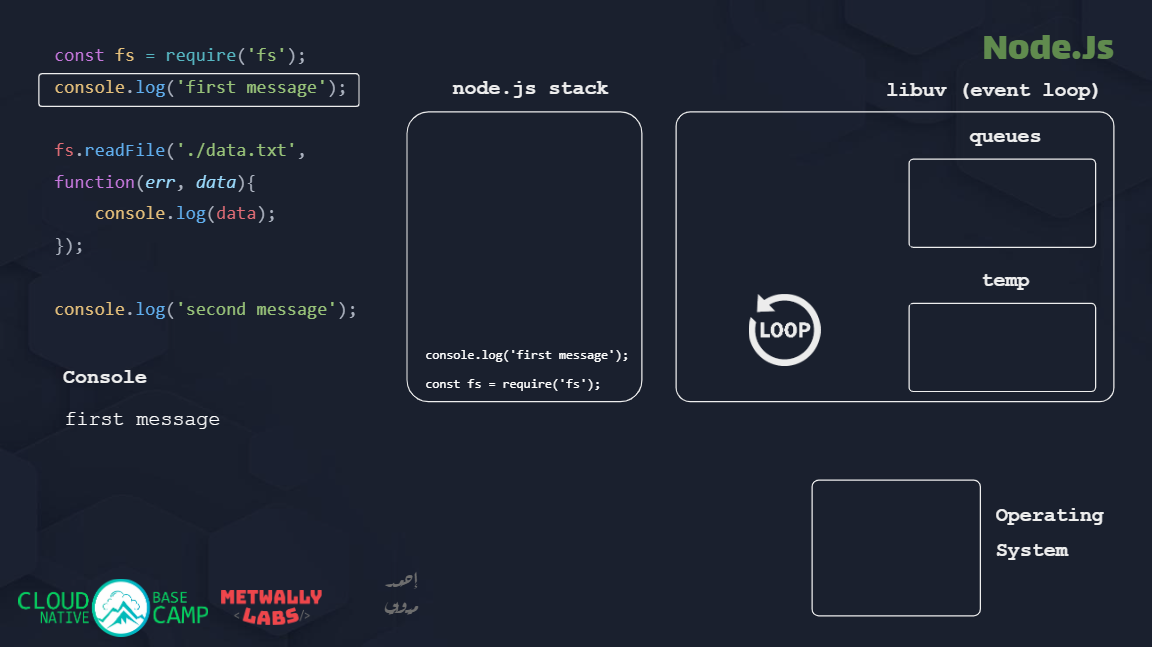 const fs = require('fs');
console.log('first message');
fs.readFile('./data.txt',
function(err, data){
    console.log(data);
});
console.log('second message');
Console
first message
node.js stack
console.log('first message');
const fs = require('fs');
Node.Js
libuv (event loop)
queues
temp
LOOP
Operating
System
CLOUD
NATIVE
BASE
CAMP
METWALLY
<LABS/>
أحمد